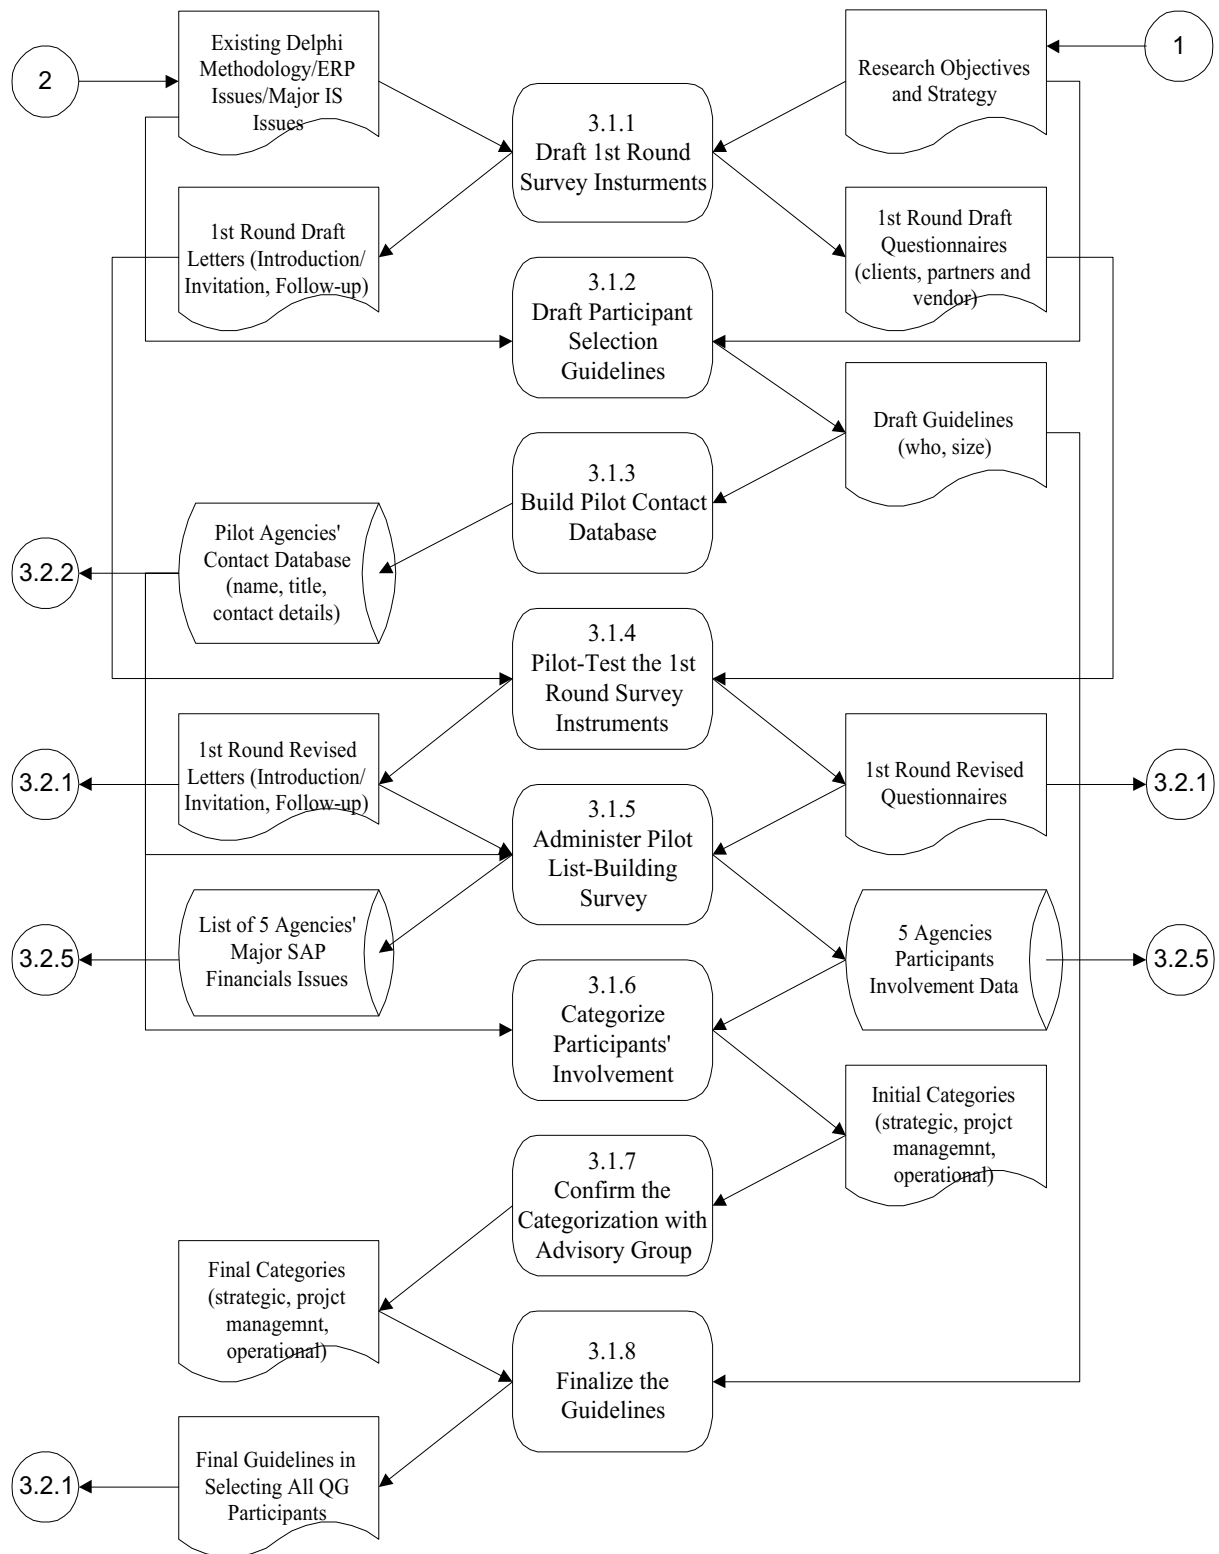 2
Existing Delphi
Methodology/ERP
Issues/Major IS
Issues
Research Objectives
and Strategy
1
3.1.1
Draft 1st Round
Survey Insturments
1st Round Draft
Letters (Introduction/
Invitation, Follow-up)
1st Round Draft
Questionnaires
(clients, partners and
vendor)
3.1.2
Draft Participant
Selection
Guidelines
Draft Guidelines
(who, size)
3.1.3
Build Pilot Contact
Database
3.2.2
Pilot Agencies'
Contact Database
(name, title,
contact details)
3.1.4
Pilot-Test the 1st
Round Survey
Instruments
3.2.1
1st Round Revised
Letters (Introduction/
Invitation, Follow-up)
1st Round Revised
Questionnaires
3.2.1
3.1.5
Administer Pilot
List-Building
Survey
3.2.5
List of 5 Agencies'
Major SAP
Financials Issues
5 Agencies
Participants
Involvement Data
3.2.5
3.1.6
Categorize
Participants'
Involvement
Initial Categories
(strategic, projct
managemnt,
operational)
3.1.7
Confirm the
Categorization with
Advisory Group
Final Categories
(strategic, projct
managemnt,
operational)
3.1.8
Finalize the
Guidelines
3.2.1
Final Guidelines in
Selecting All QG
Participants